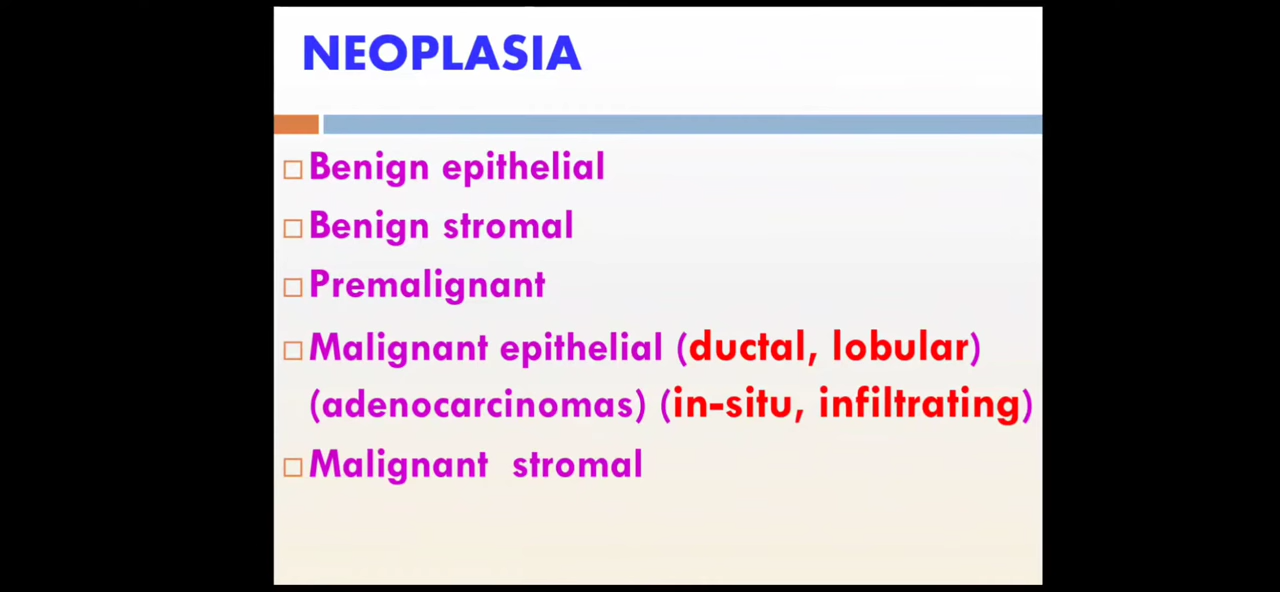 NEOPLASIA
Benign epithelial
Benign stromal
Premalignant
Malignant epithelial (ductal, lobular)
(adenocarcinomas) (in-situ, infiltrating)
Malignant stromal